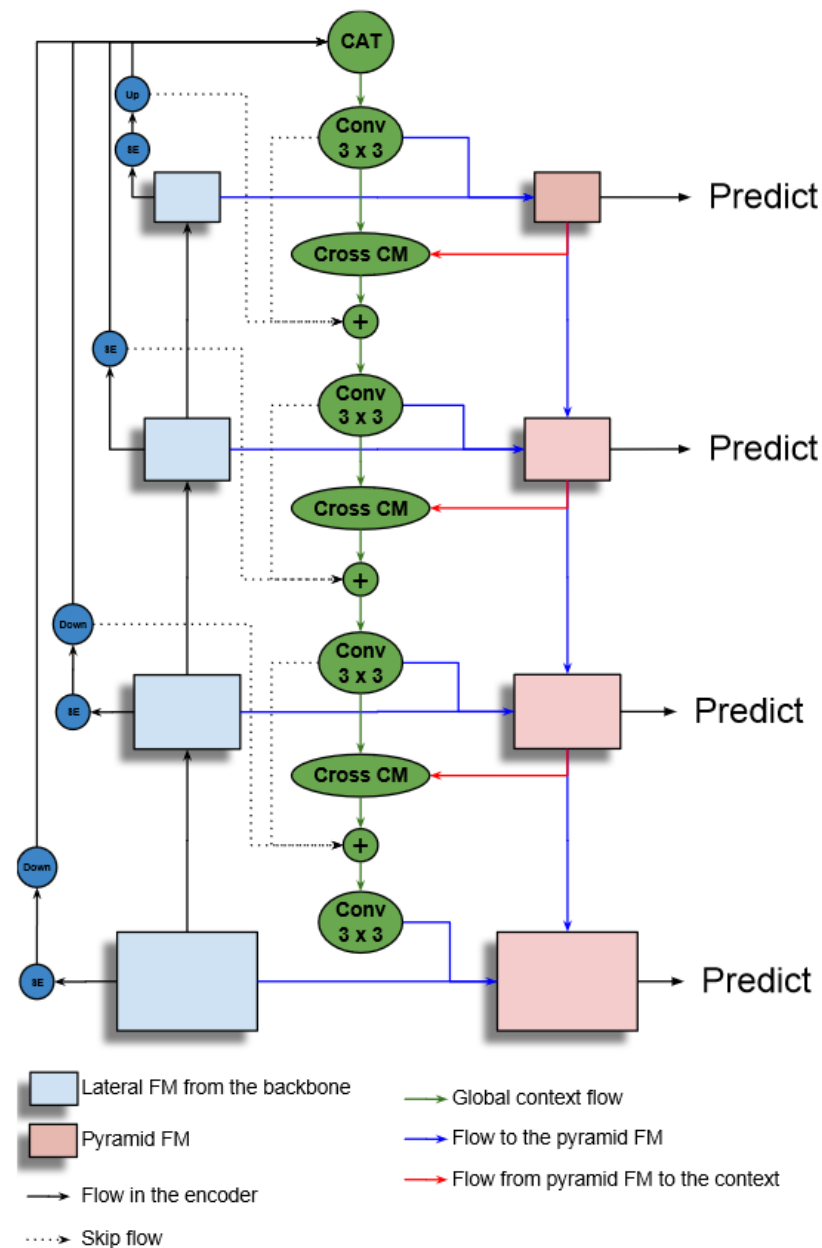 CAT
Up
Conv
3 x 3
SE
Predict
Cross CM
+
SE
Conv
3 x 3
Predict
Cross CM
+
Down
Conv
3 x 3
SE
Predict
Cross CM
+
Down
Conv
3 x 3
SE
Predict
Lateral FM from the backbone
Global context flow
Pyramid FM
Flow to the pyramid FM
Flow from pyramid FM to the context
Flow in the encoder
Skip flow